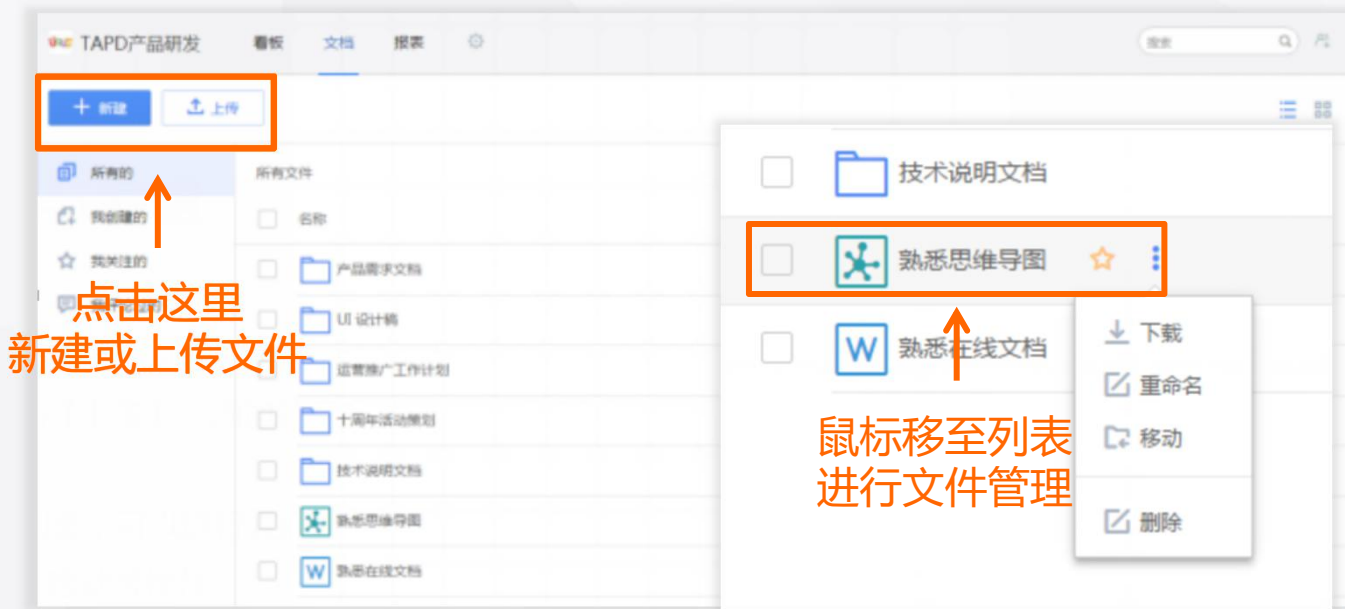 TAPD产品研发
看板
文档
报表
搜索
新建
上传
所有的
我创建的
我关注的
所有文件
名称
产品需求文档
UI 设计稿
运营推广工作计划
十周年活动策划
技术说明文档
熟悉思维导图
熟悉在线文档
点击这里
新建或上传文件
技术说明文档
熟悉思维导图
熟悉在线文档
下载
重命名
移动
删除
鼠标移至列表
进行文件管理